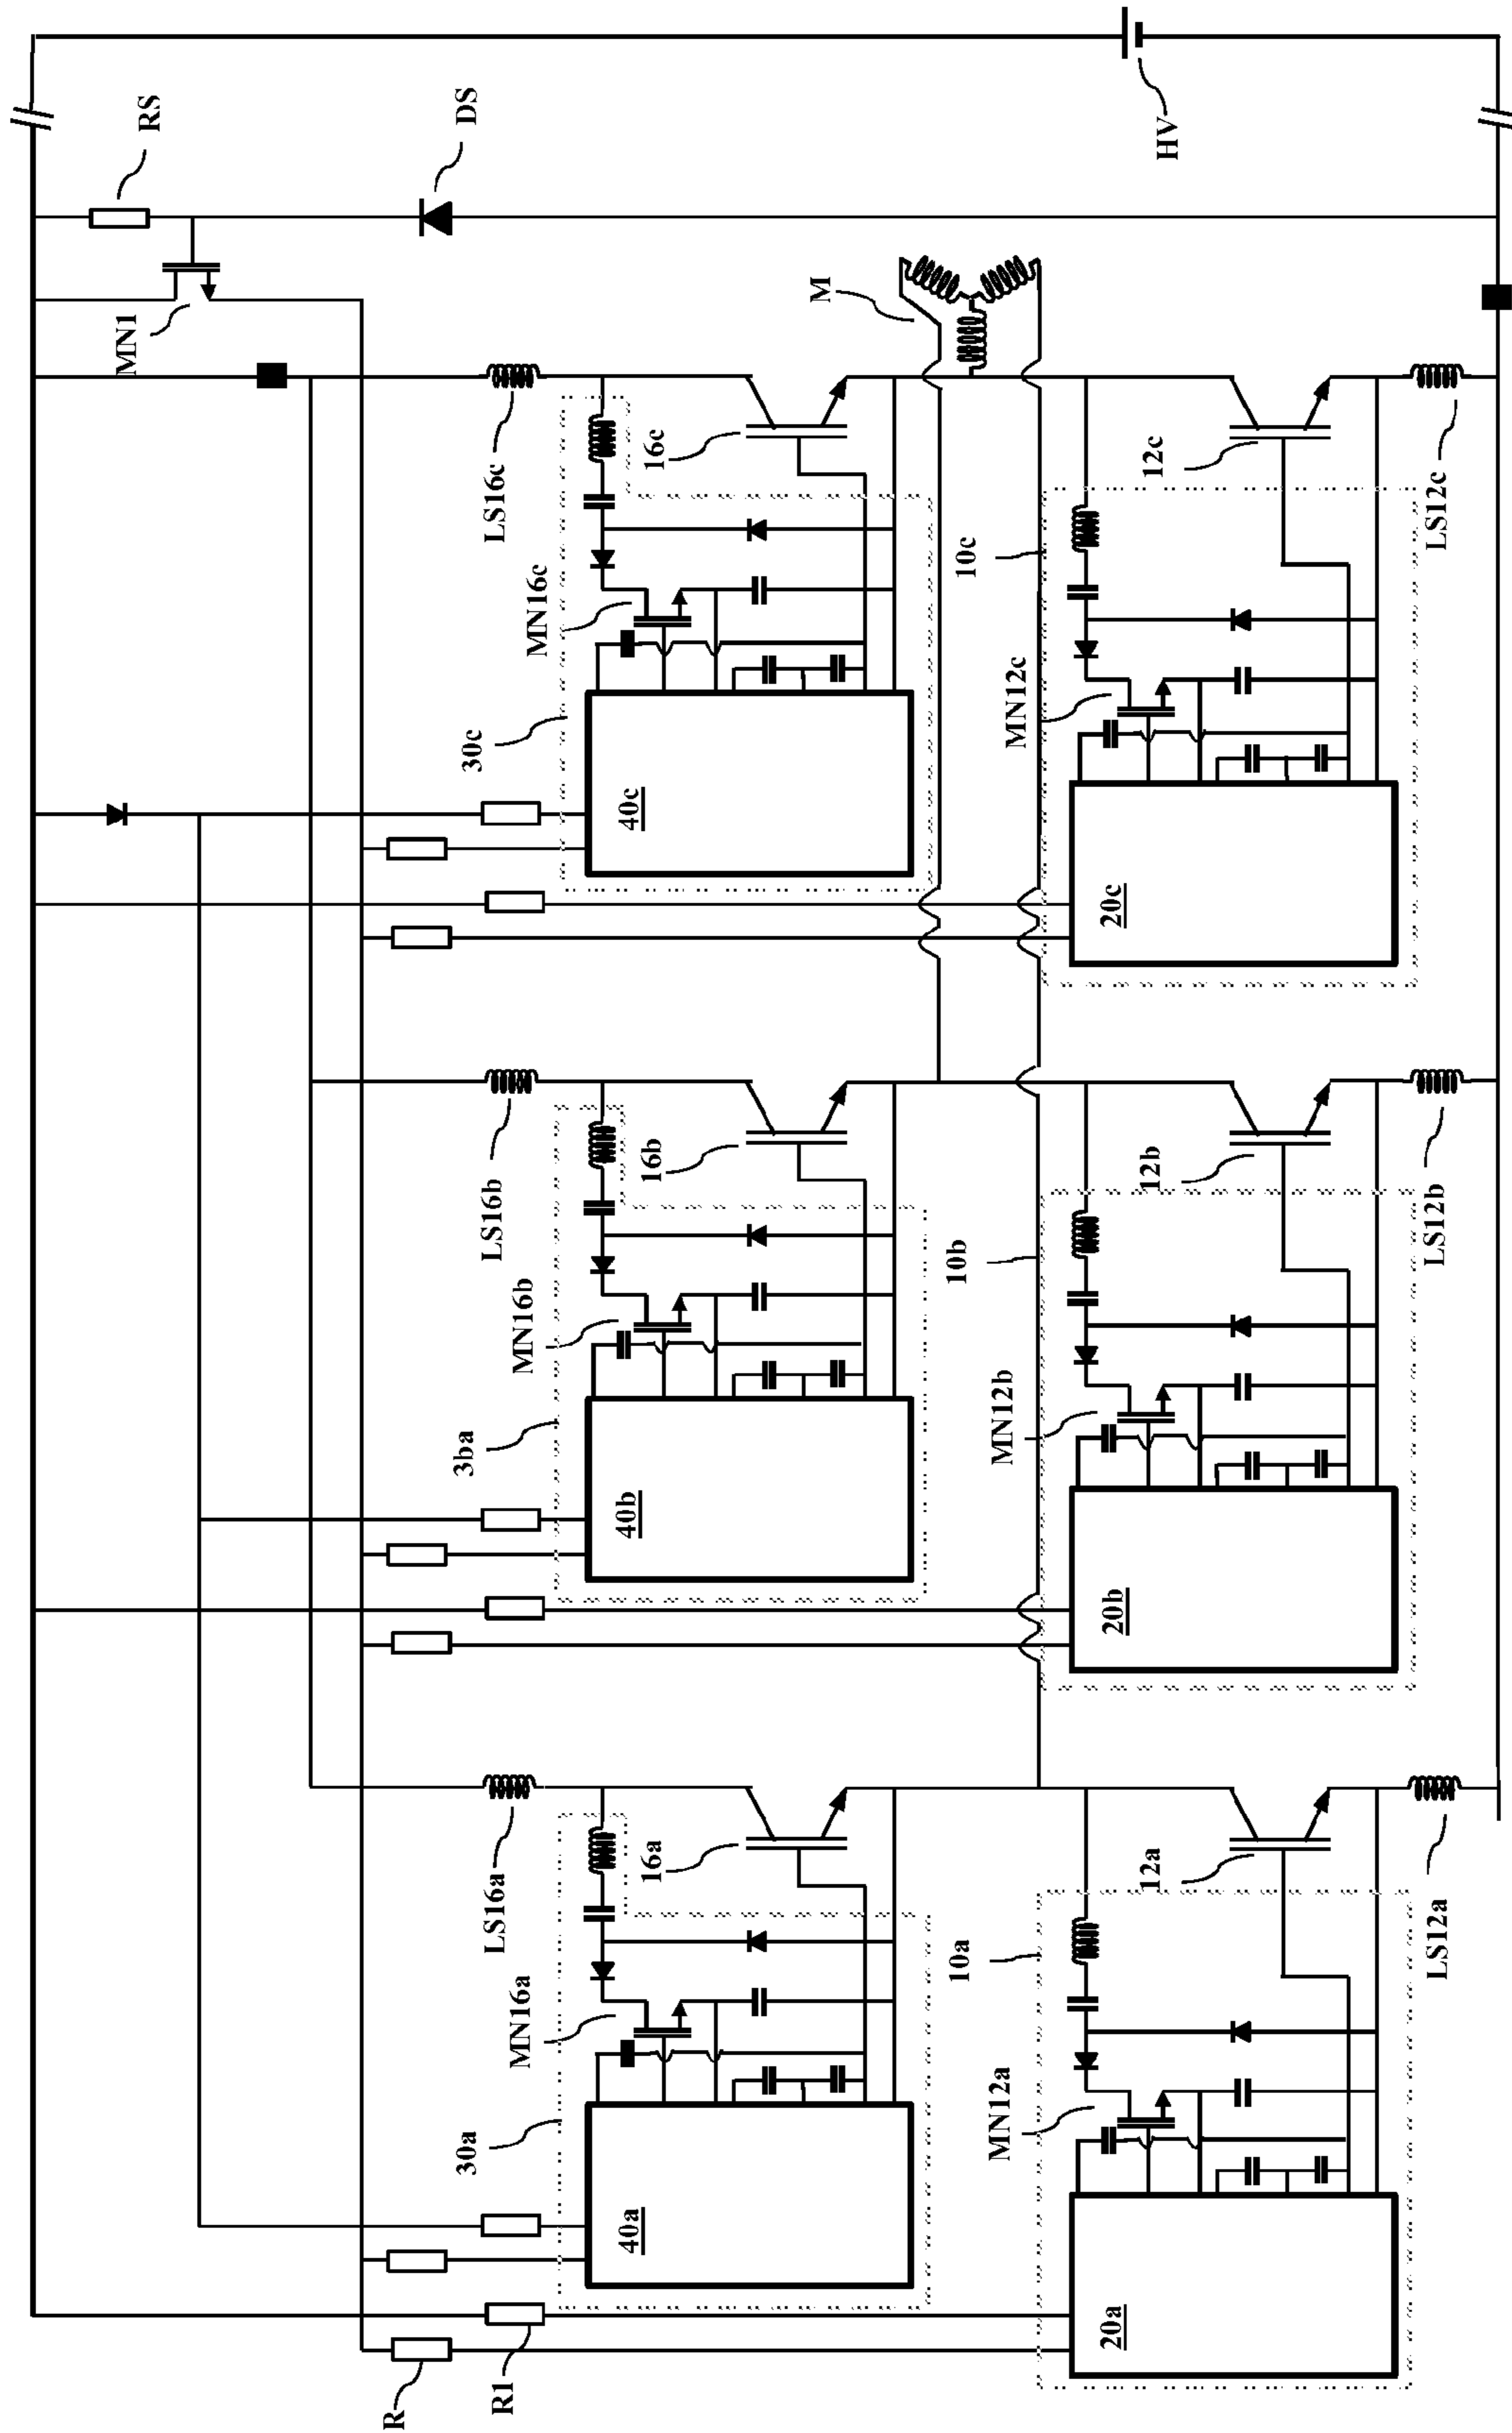 R
R1
LS16a
MN16a
30a
40a
16a
10a
MN12a
20a
12a
LS12a
LS16b
MN16b
3ba
40b
16b
10b
MN12b
20b
12b
LS12b
LS16c
MN16c
30c
40c
16c
10c
MN12c
20c
12c
LS12c
MN1
RS
DS
M
HV